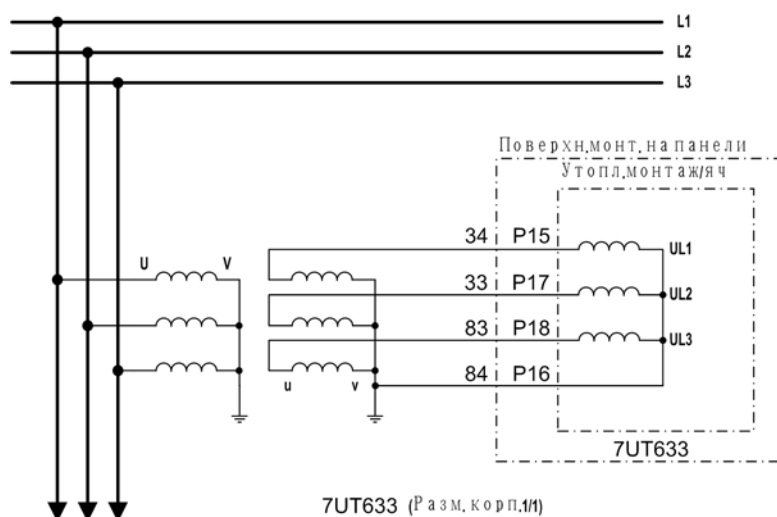 L1
L2
L3
Поверхн.монт.на панели
Утопл.монтаж/яч
34 P15 UL1
U V
33 P17 UL2
83 P18 UL3
84 P16
u v
7UT633
7UT633 (Разм.корп.1/1)